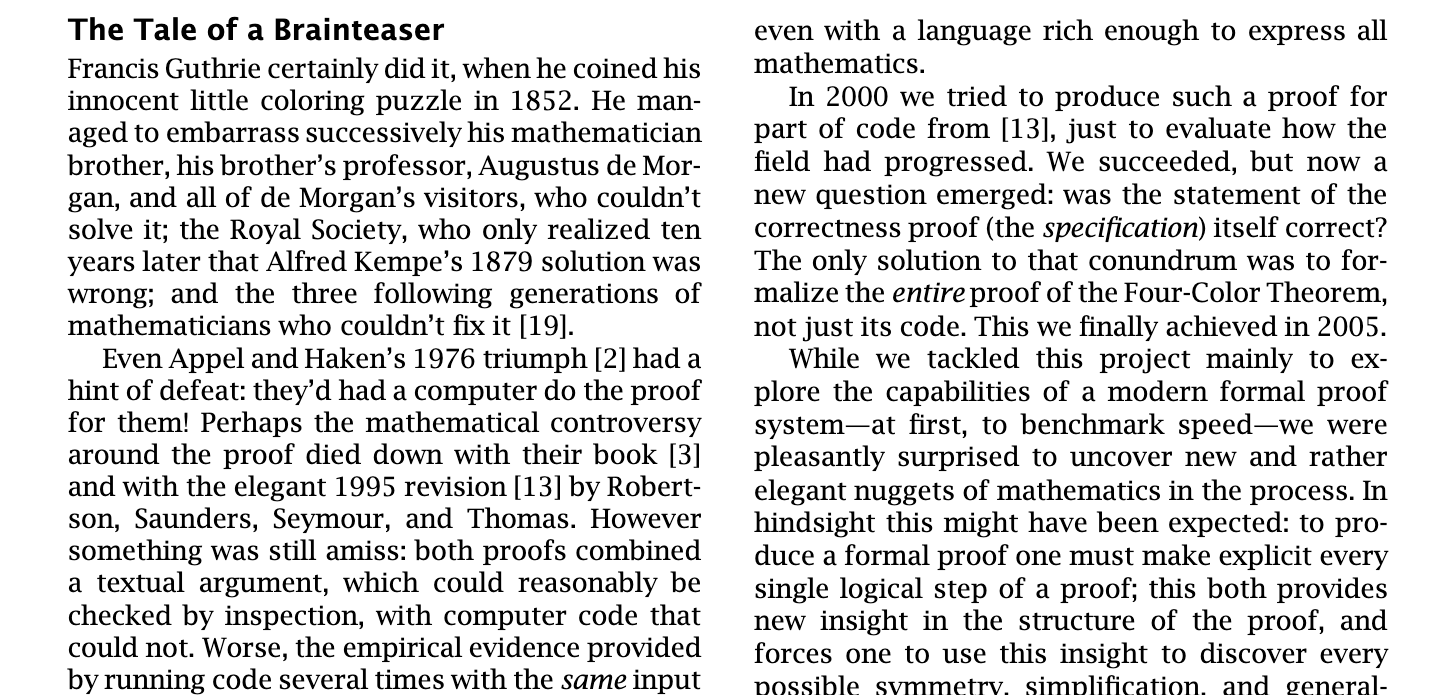 The Tale of a Brainteaser
Francis Guthrie certainly did it, when he coined his
innocent little coloring puzzle in 1852. He man-
aged to embarrass successively his mathematician
brother, his brother's professor, Augustus de Mor-
gan, and all of de Morgan's visitors, who couldn't
solve it; the Royal Society, who only realized ten
years later that Alfred Kempe's 1879 solution was
wrong; and the three following generations of
mathematicians who couldn't fix it [19].
Even Appel and Haken's 1976 triumph [2] had a
hint of defeat: they'd had a computer do the proof
for them! Perhaps the mathematical controversy
around the proof died down with their book [3]
and with the elegant 1995 revision [13] by Robert-
son, Saunders, Seymour, and Thomas. However
something was still amiss: both proofs combined
a textual argument, which could reasonably be
checked by inspection, with computer code that
could not. Worse, the empirical evidence provided
by running code several times with the same input
even with a language rich enough to express all
mathematics.
In 2000 we tried to produce such a proof for
part of code from [13], just to evaluate how the
field had progressed. We succeeded, but now a
new question emerged: was the statement of the
correctness proof (the specification) itself correct?
The only solution to that conundrum was to for-
malize the entire proof of the Four-Color Theorem,
not just its code. This we finally achieved in 2005.
While we tackled this project mainly to ex-
plore the capabilities of a modern formal proof
system—at first, to benchmark speed—we were
pleasantly surprised to uncover new and rather
elegant nuggets of mathematics in the process. In
hindsight this might have been expected: to pro-
duce a formal proof one must make explicit every
single logical step of a proof; this both provides
new insight in the structure of the proof, and
forces one to use this insight to discover every
possible symmetry, simplification, and general-